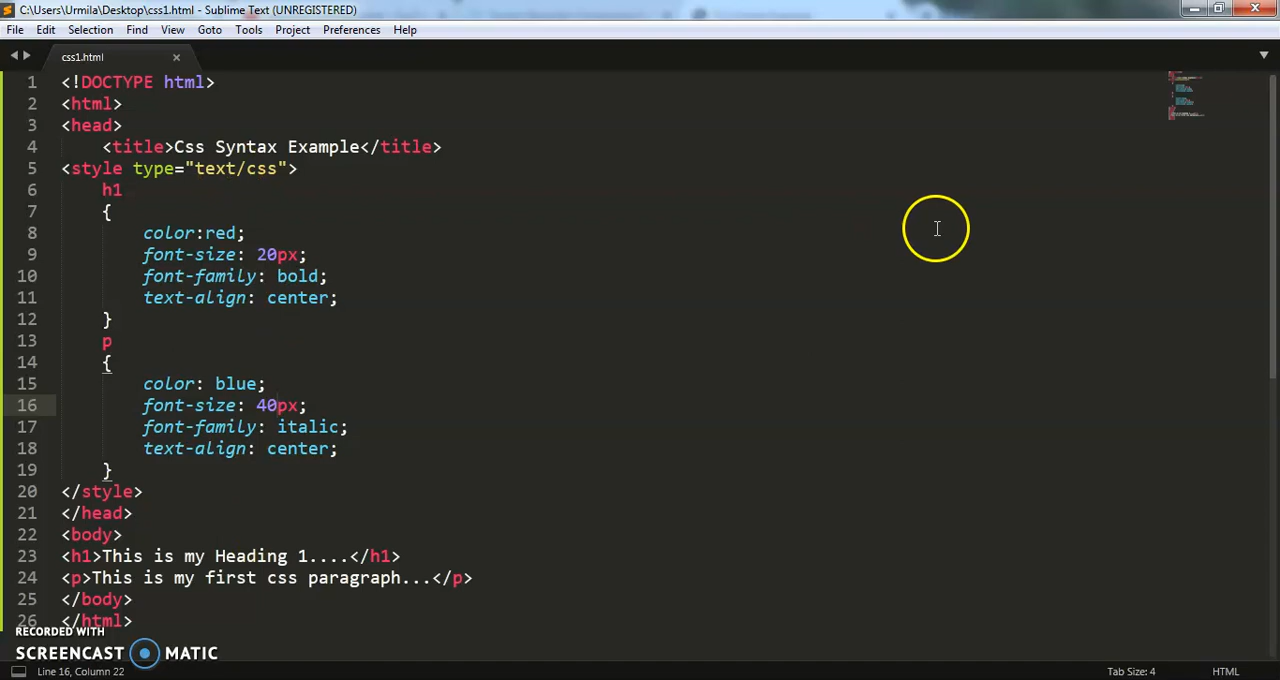 C:\Users\Urmila\Desktop\css1.html - Sublime Text (UNREGISTERED)
File Edit Selection Find View Goto Tools Project Preferences Help
css1.html
1 <!DOCTYPE html>
2 <html>
3 <head>
4 <title>Css Syntax Example</title>
5 <style type="text/css">
6 h1
7 {
8 color:red;
9 font-size: 20px;
10 font-family: bold;
11 text-align: center;
12 }
13 p
14 {
15 color: blue;
16 font-size: 40px;
17 font-family: italic;
18 text-align: center;
19 }
20 </style>
21 </head>
22 <body>
23 <h1>This is my Heading 1....</h1>
24 <p>This is my first css paragraph...</p>
25 </body>
26 </html>
RECORDED WITH
SCREENCAST MATIC
Line 16, Column 22 Tab Size: 4 HTML